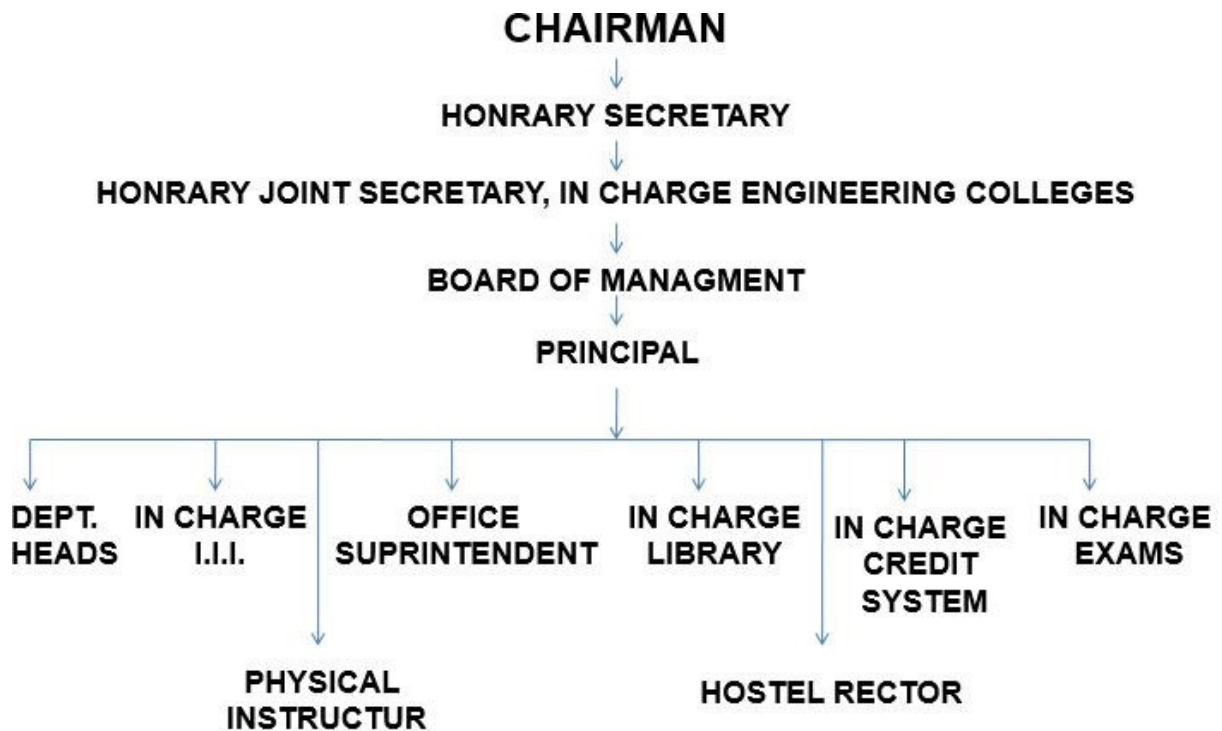 CHAIRMAN
HONRARY SECRETARY
HONRARY JOINT SECRETARY, IN CHARGE ENGINEERING COLLEGES
BOARD OF MANAGMENT
PRINCIPAL
DEPT.
HEADS
IN CHARGE
I.I.I.
OFFICE
SUPRINTENDENT
IN CHARGE
LIBRARY
IN CHARGE
CREDIT
SYSTEM
IN CHARGE
EXAMS
PHYSICAL
INSTRUCTUR
HOSTEL RECTOR